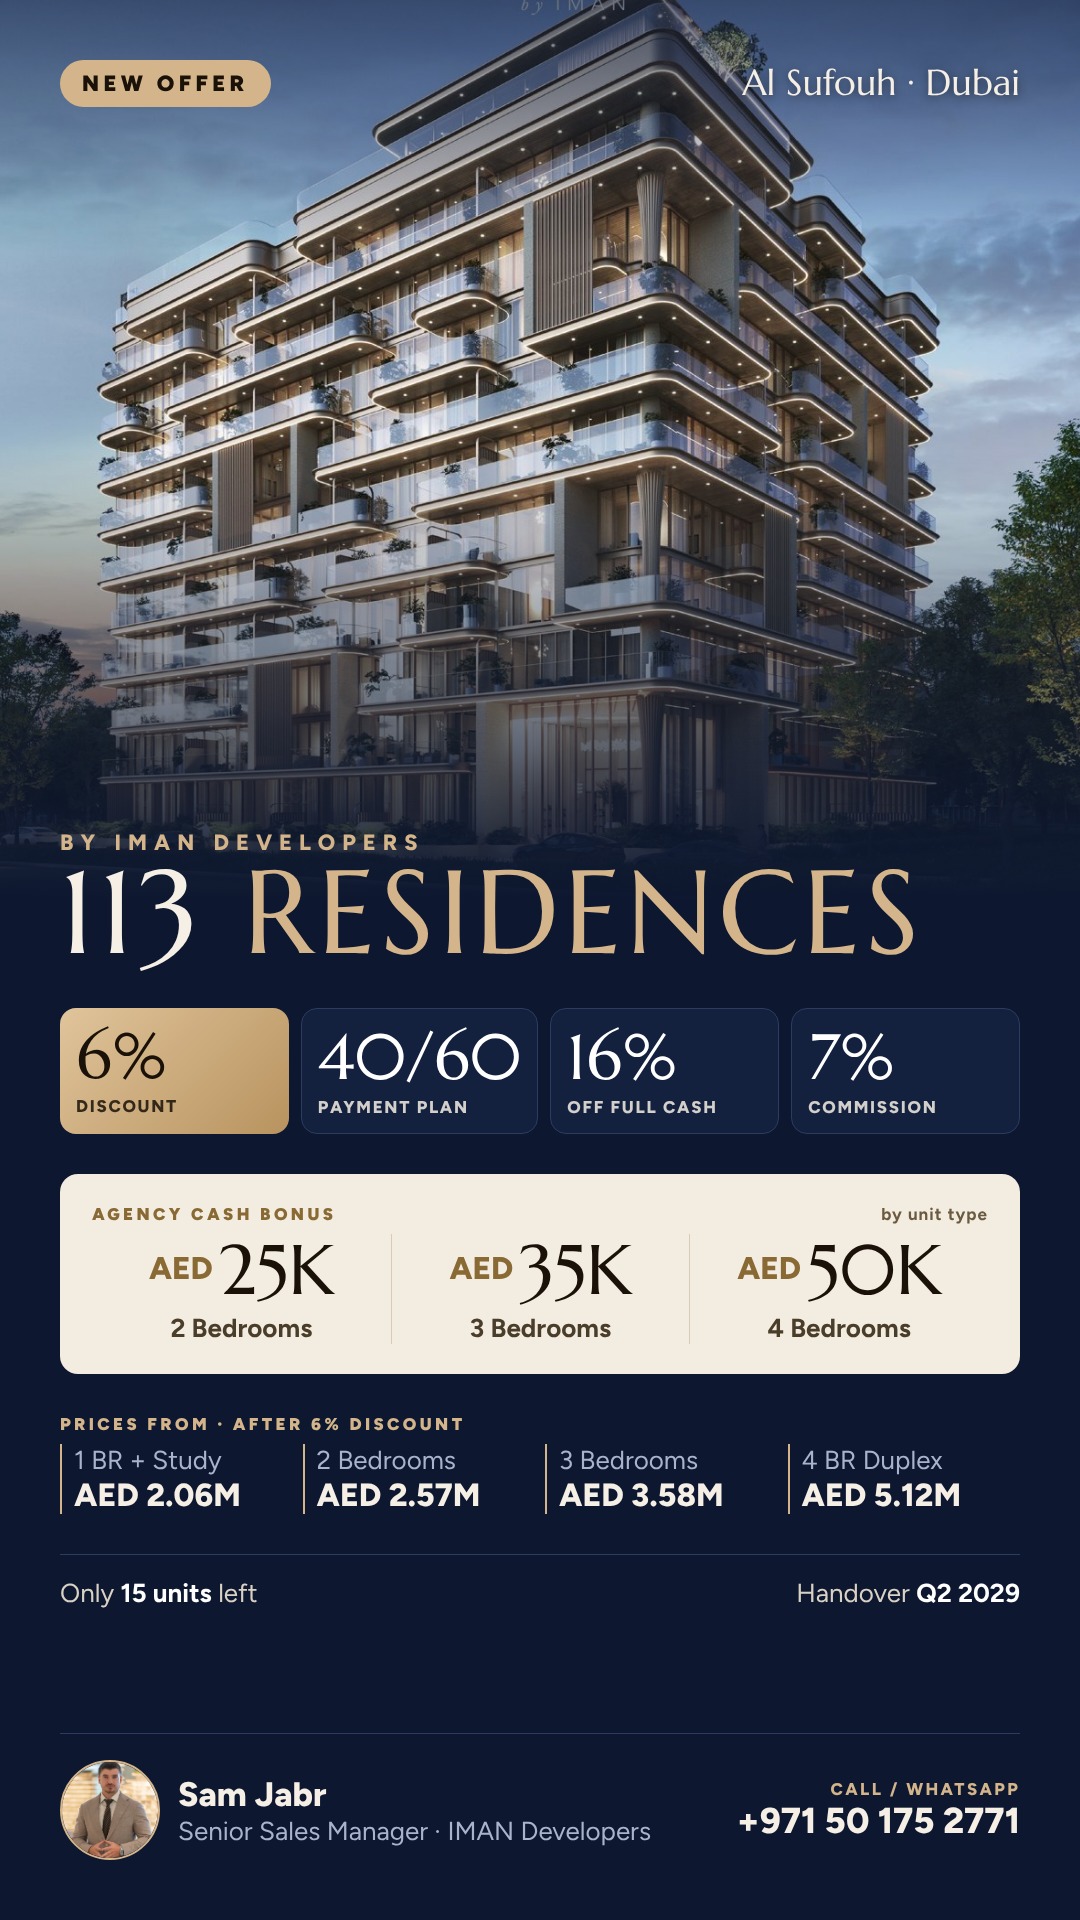 by IMAN
NEW OFFER
Al Sufouh · Dubai
BY IMAN DEVELOPERS
113 RESIDENCES
6%
DISCOUNT
40/60
PAYMENT PLAN
16%
OFF FULL CASH
7%
COMMISSION
AGENCY CASH BONUS
by unit type
AED 25K
2 Bedrooms
AED 35K
3 Bedrooms
AED 50K
4 Bedrooms
PRICES FROM · AFTER 6% DISCOUNT
1 BR + Study
AED 2.06M
2 Bedrooms
AED 2.57M
3 Bedrooms
AED 3.58M
4 BR Duplex
AED 5.12M
Only 15 units left
Handover Q2 2029
Sam Jabr
Senior Sales Manager · IMAN Developers
CALL / WHATSAPP
+971 50 175 2771